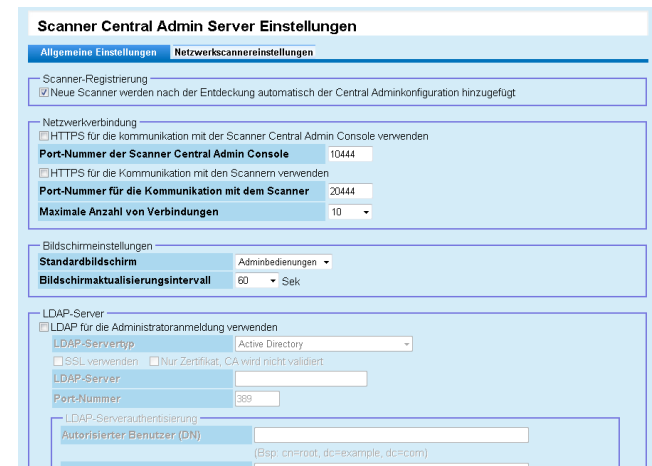 Scanner Central Admin Server Einstellungen
Allgemeine Einstellungen Netzwerkscannereinstellungen
Scanner-Registrierung
Neue Scanner werden nach der Entdeckung automatisch der Central Adminkonfiguration hinzugefügt
Netzwerkverbindung
HTTPS für die kommunikation mit der Scanner Central Admin Console verwenden
Port-Nummer der Scanner Central Admin Console 10444
HTTPS für die Kommunikation mit den Scannern verwenden
Port-Nummer für die Kommunikation mit dem Scanner 20444
Maximale Anzahl von Verbindungen 10
Bildschirmeinstellungen
Standardbildschirm Adminbedienungen
Bildschirmaktualisierungsintervall 60 Sek
LDAP-Server
LDAP für die Administratoranmeldung verwenden
LDAP-Servertyp Active Directory
SSL verwenden Nur Zertifikat, CA wird nicht validiert
LDAP-Server
Port-Nummer 389
LDAP-Serverauthentisierung
Autorisierter Benutzer (DN)
(Bsp. cn=root, dc=example, dc=com)